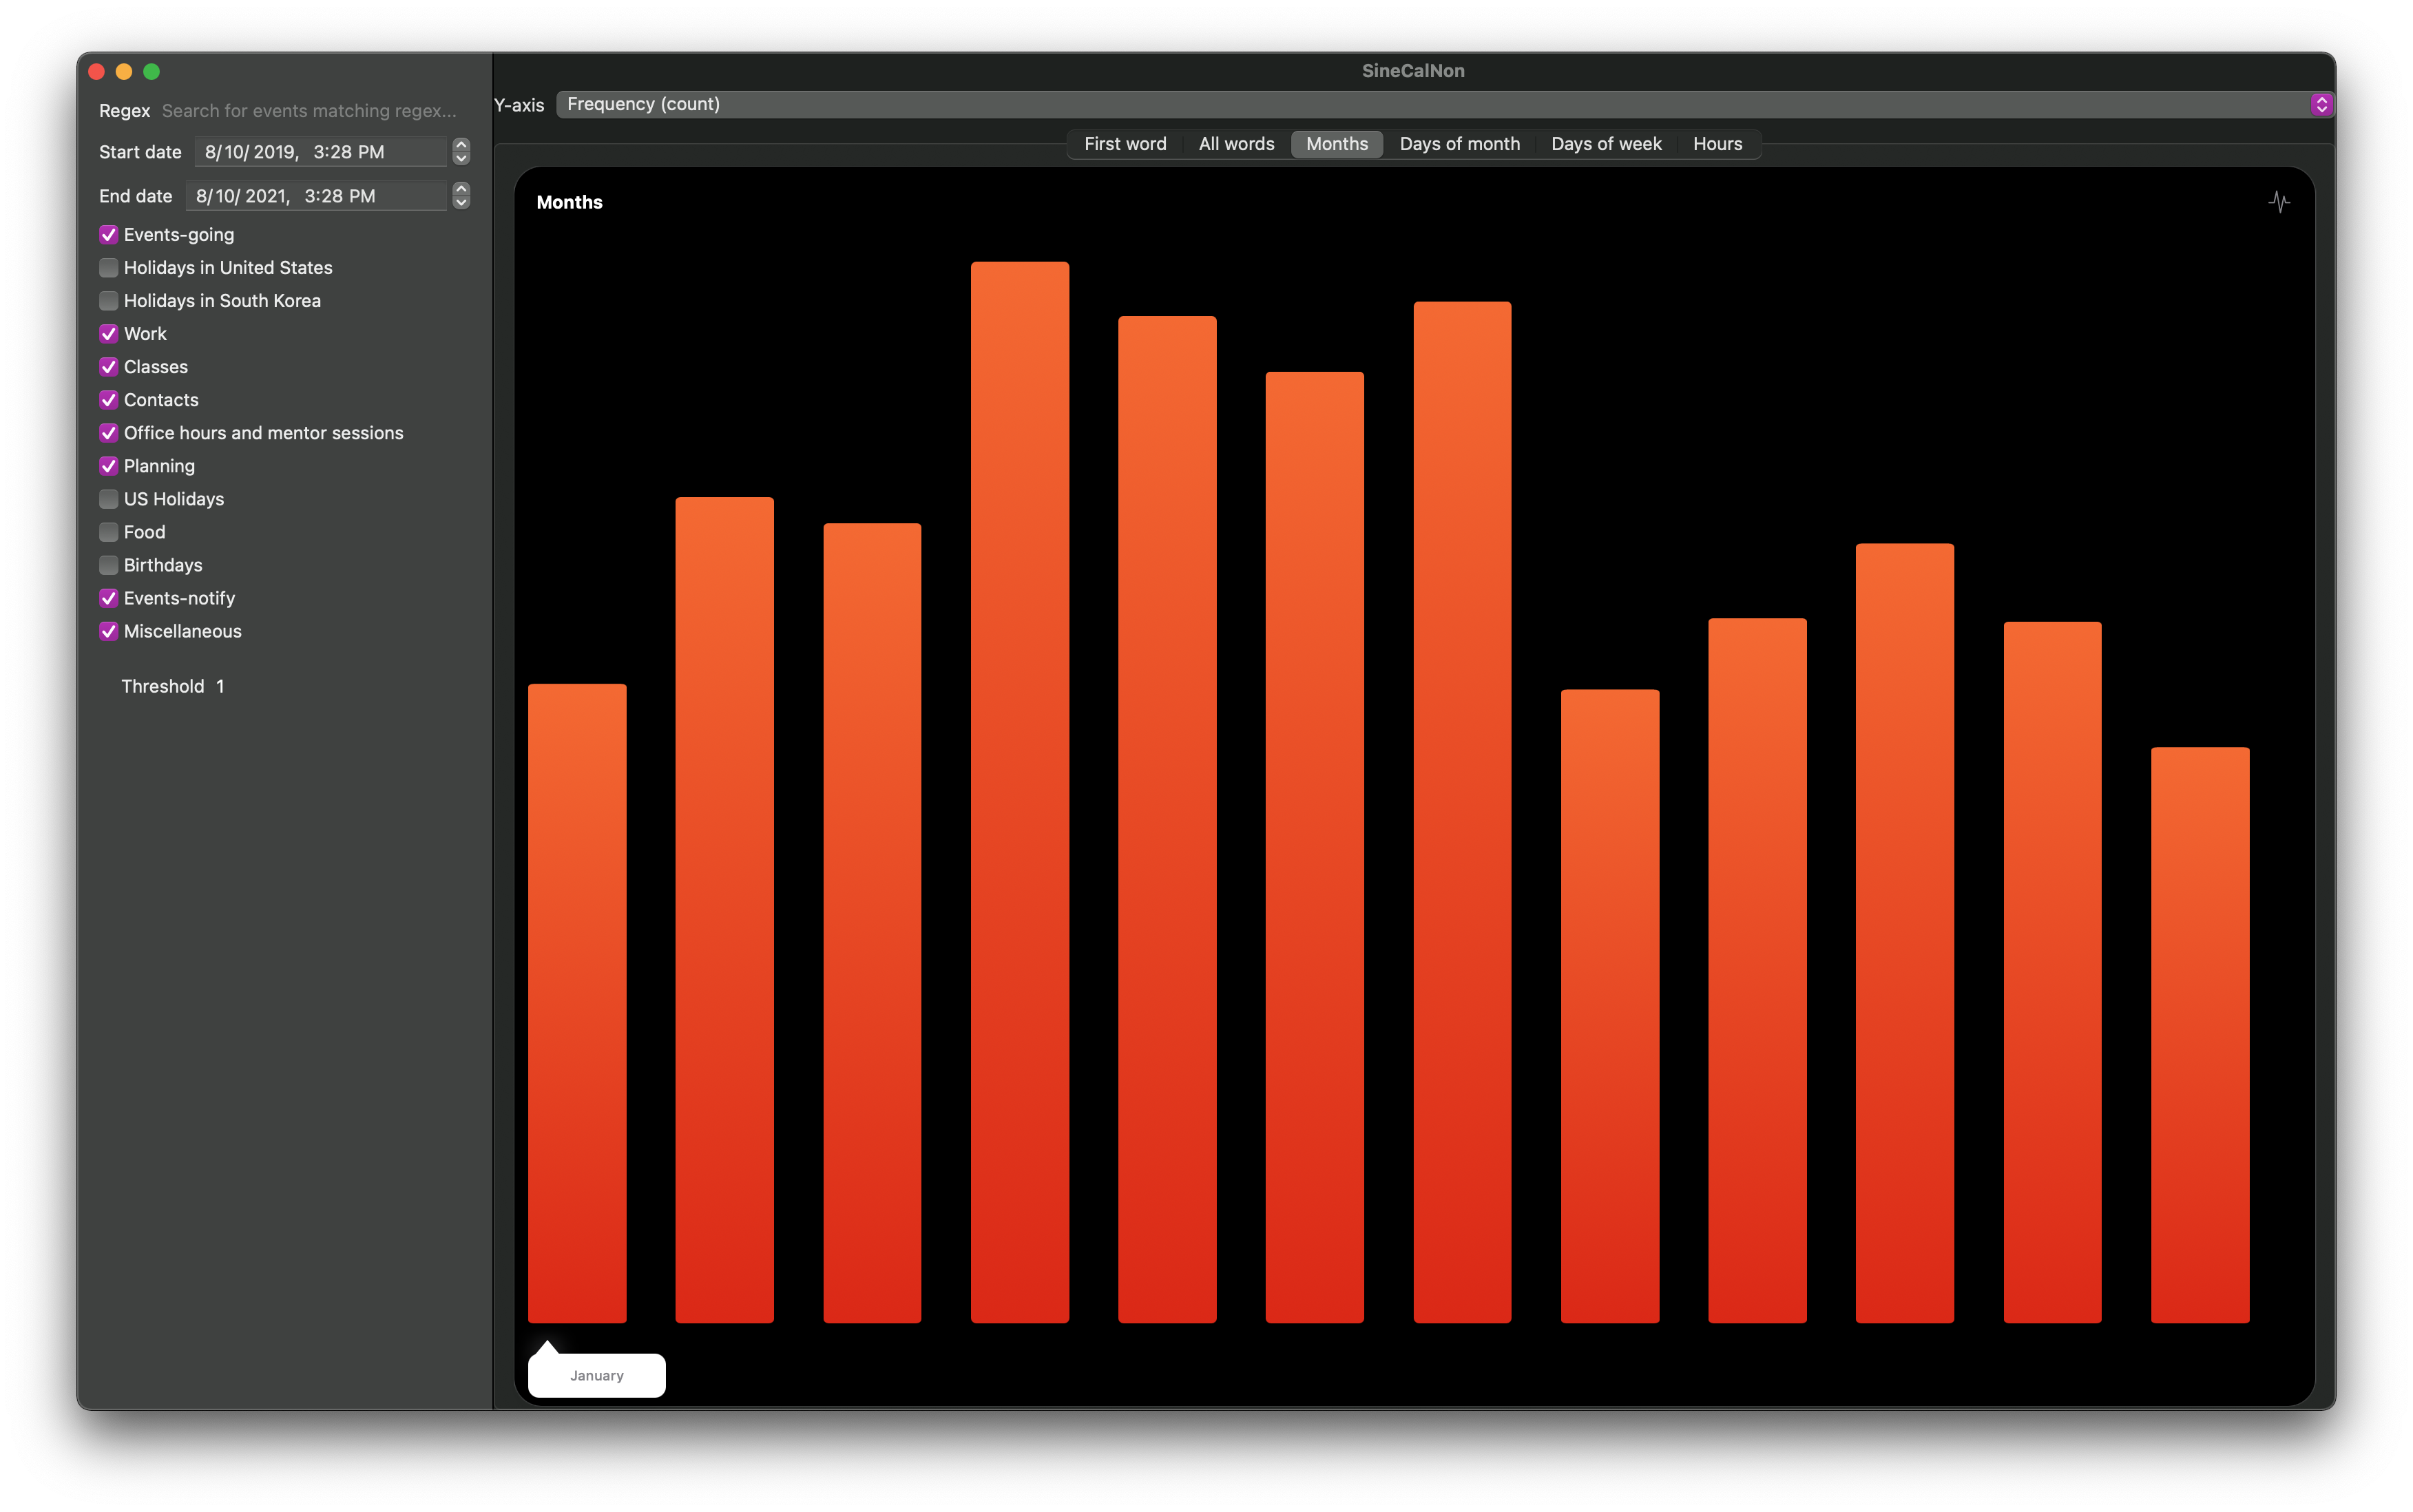 SineCalNon
Regex Search for events matching regex...
Start date 8/10/2019, 3:28 PM
End date 8/10/2021, 3:28 PM
Events-going
Holidays in United States
Holidays in South Korea
Work
Classes
Contacts
Office hours and mentor sessions
Planning
US Holidays
Food
Birthdays
Events-notify
Miscellaneous
Threshold 1
Y-axis Frequency (count)
First word All words Months Days of month Days of week Hours
Months
January